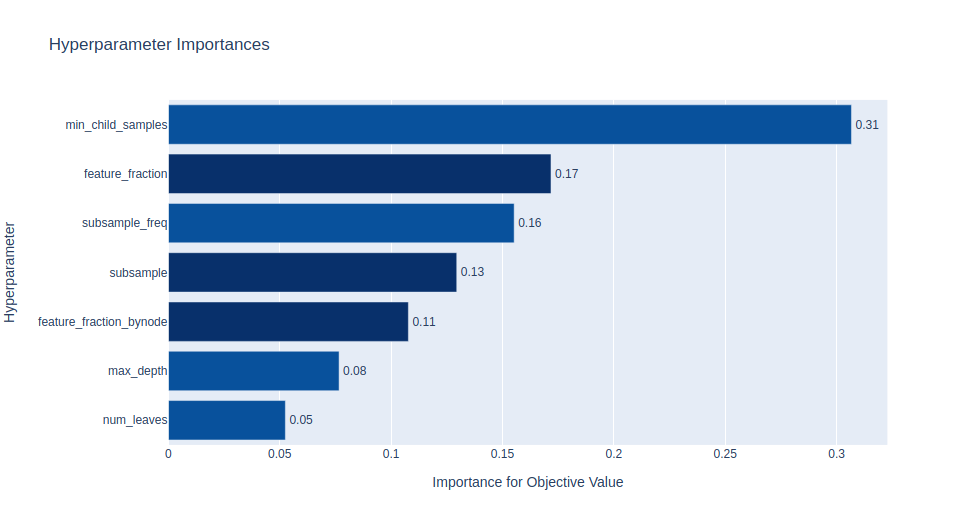 Hyperparameter Importances
Hyperparameter
min_child_samples 0.31
feature_fraction 0.17
subsample_freq 0.16
subsample 0.13
feature_fraction_bynode 0.11
max_depth 0.08
num_leaves 0.05
0 0.05 0.1 0.15 0.2 0.25 0.3
Importance for Objective Value